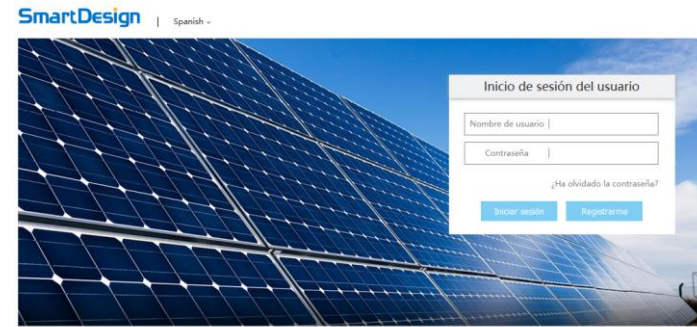 SmartDesign | Spanish
Inicio de sesión del usuario
Nombre de usuario
Contraseña
¿Ha olvidado la contraseña?
Iniciar sesión Registrarme